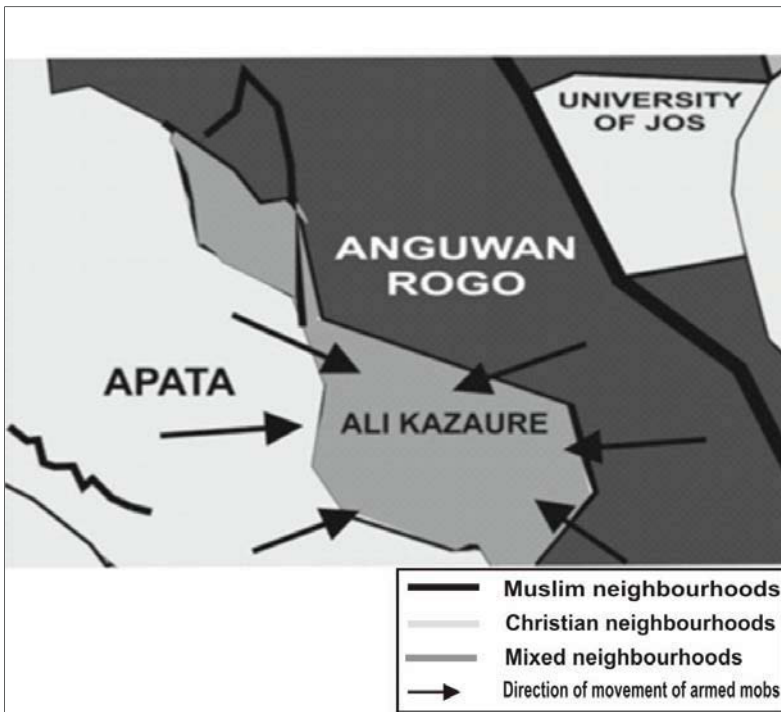 UNIVERSITY
OF JOS
ANGUWAN
ROGO
APATA
ALI KAZAURE
Muslim neighbourhoods
Christian neighbourhoods
Mixed neighbourhoods
Direction of movement of armed mobs